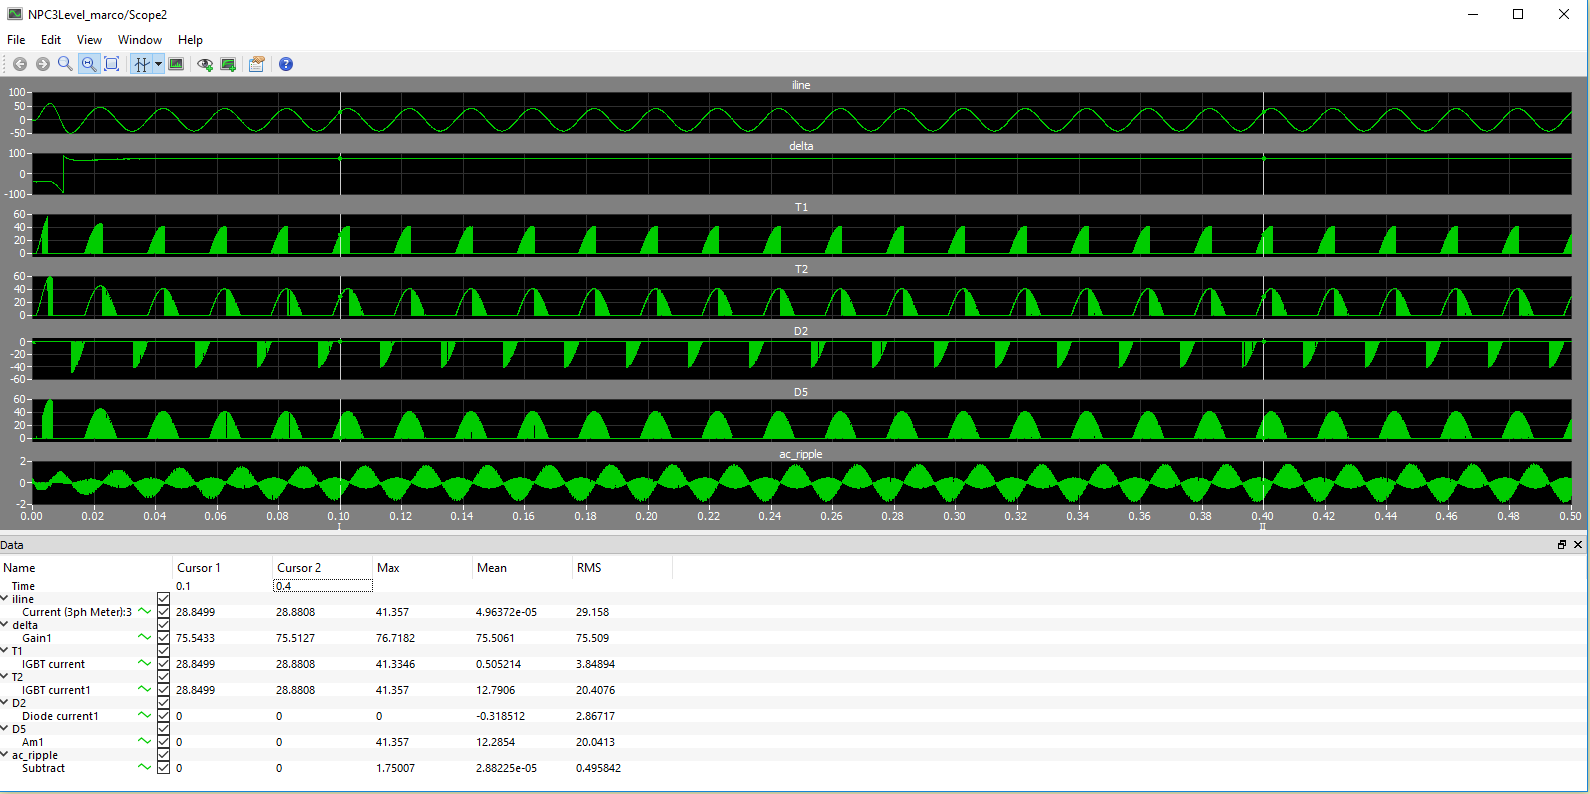 NPC3Level_marco/Scope2
File Edit View Window Help
iline
100
50
0
-50
delta
100
0
-100
T1
60
40
20
0
T2
60
40
20
0
D2
0
-20
-40
-60
D5
60
40
20
0
ac_ripple
2
0
-2
0.00 0.02 0.04 0.06 0.08 0.10 0.12 0.14 0.16 0.18 0.20 0.22 0.24 0.26 0.28 0.30 0.32 0.34 0.36 0.38 0.40 0.42 0.44 0.46 0.48 0.50
I II
Data
Name Cursor 1 Cursor 2 Max Mean RMS
Time 0.1 0.4
iline
Current (3ph Meter):3 28.8499 28.8808 41.357 4.96372e-05 29.158
delta
Gain1 75.5433 75.5127 76.7182 75.5061 75.509
T1
IGBT current 28.8499 28.8808 41.3346 0.505214 3.84894
T2
IGBT current1 28.8499 28.8808 41.357 12.7906 20.4076
D2
Diode current1 0 0 0 -0.318512 2.86717
D5
Am1 0 0 41.357 12.2854 20.0413
ac_ripple
Subtract 0 0 1.75007 2.88225e-05 0.495842